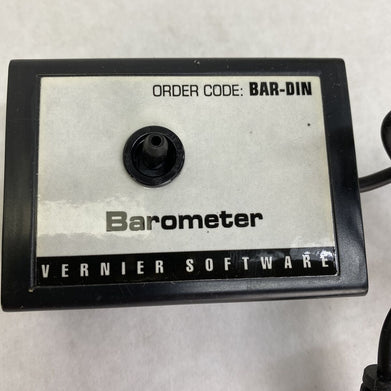 ORDER CODE: BAR-DIN
Barometer
VERNIER SOFTWARE